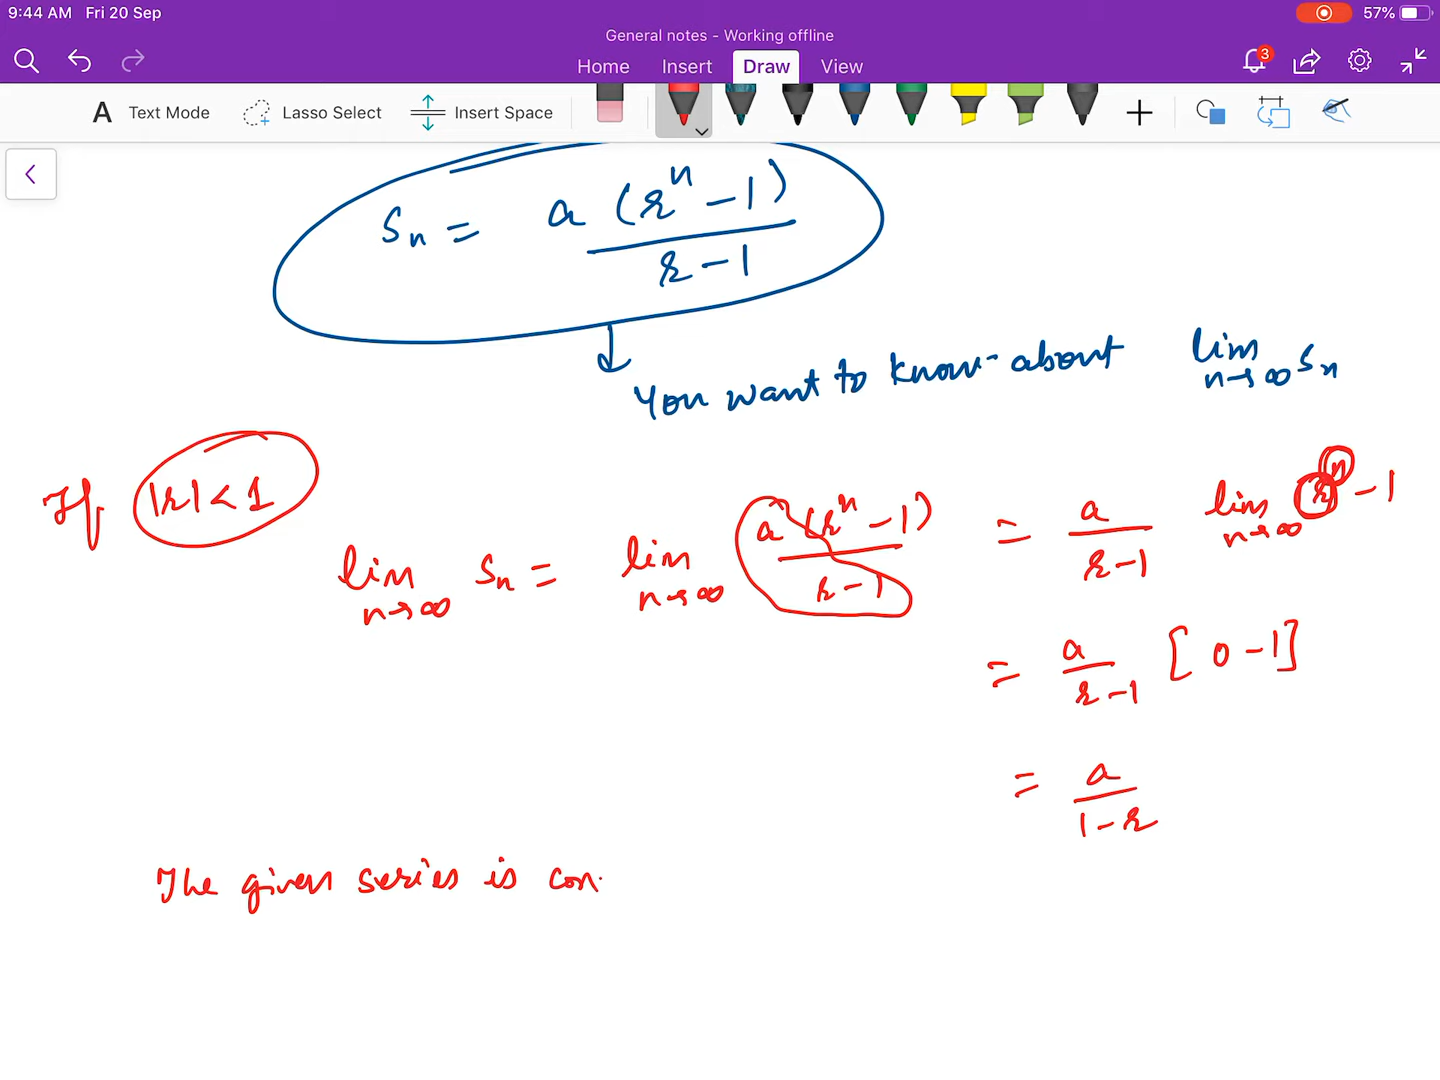 9:44 AM Fri 20 Sep 57%
General notes - Working offline
Home Insert Draw View 3
A Text Mode Lasso Select Insert Space
Sn = a (r^n - 1) / r - 1
You want to know about lim n→∞ Sn
If |r| < 1
lim n→∞ Sn = lim n→∞ a (r^n - 1) / r - 1 = a / r - 1 lim n→∞ r^n - 1
= a / r - 1 [ 0 - 1 ]
= a / 1 - r
The given series is con